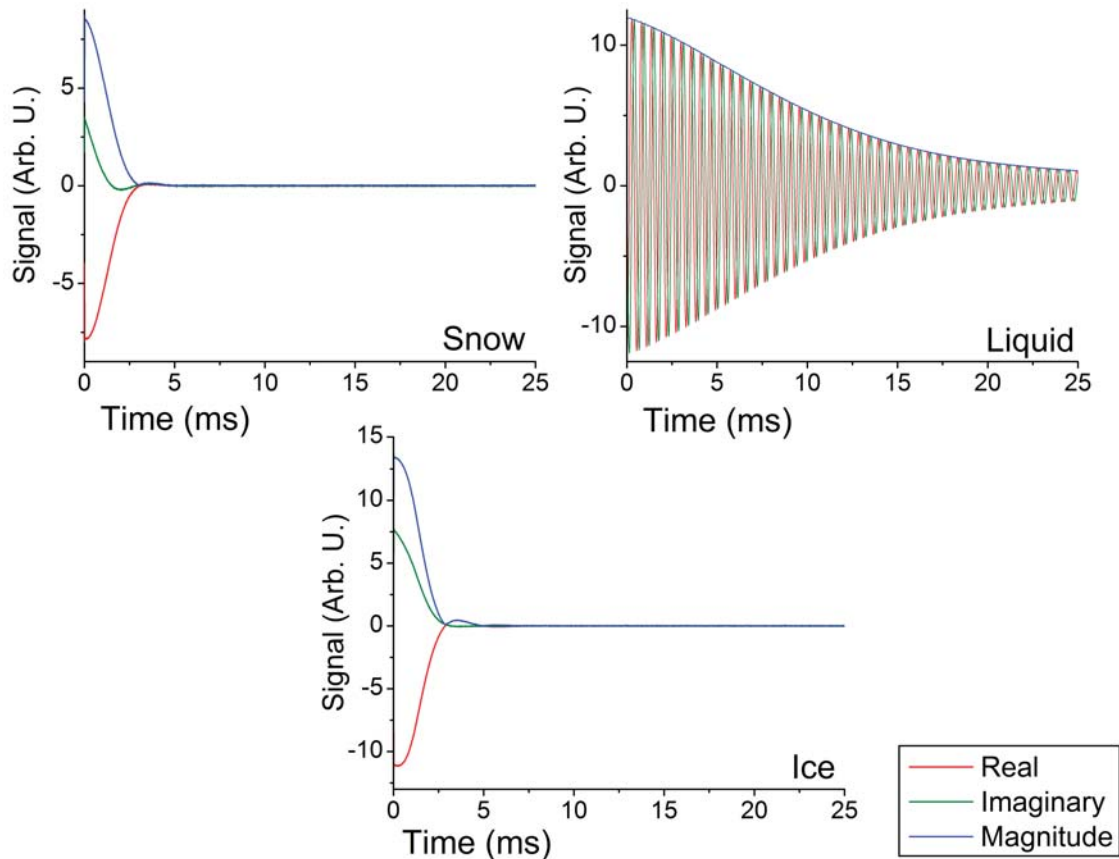 Signal (Arb. U.)
5
0
-5
Snow
0 5 10 15 20 25
Time (ms)
Signal (Arb. U.)
10
0
-10
Liquid
0 5 10 15 20 25
Time (ms)
Signal (Arb. U.)
15
10
5
0
-5
-10
Ice
0 5 10 15 20 25
Time (ms)
Real
Imaginary
Magnitude